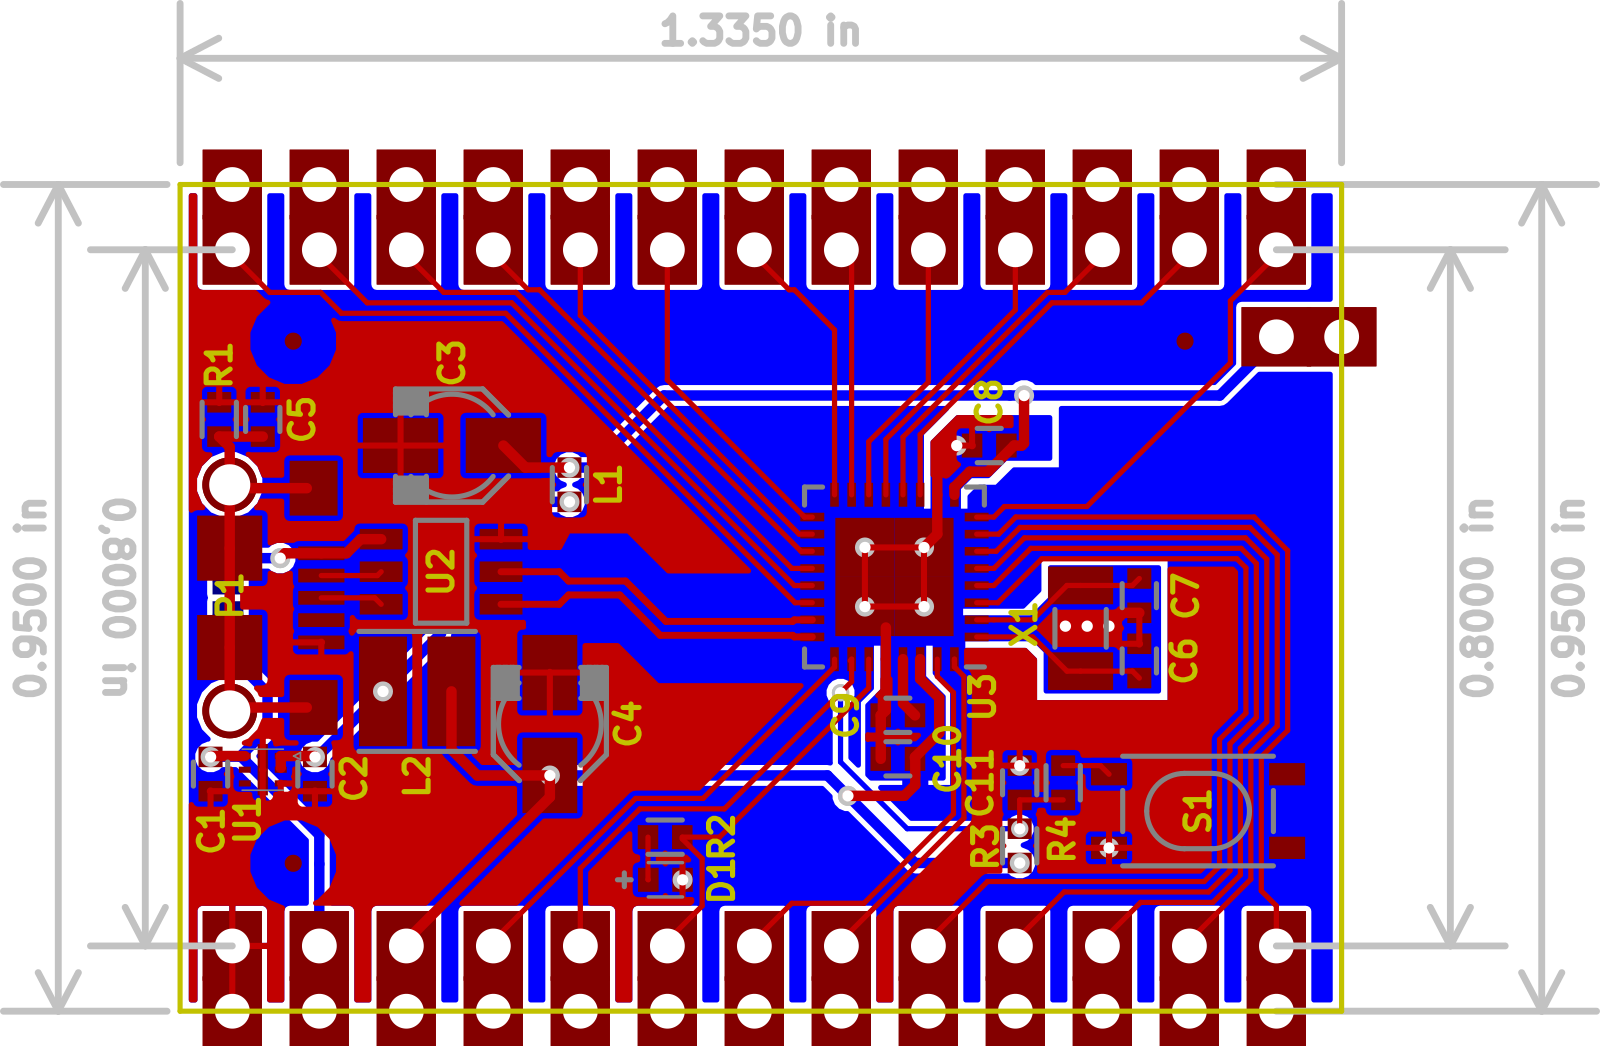 1.3350 in
R1
C3
C5
C8
L1
0.9500 in
0.8000 in
P1
U2
X1
C7
C6
0.8000 in
0.9500 in
U3
C9
C4
C10
C2
L2
C11
C1
U1
R2
D1
R3
R4
S1
+